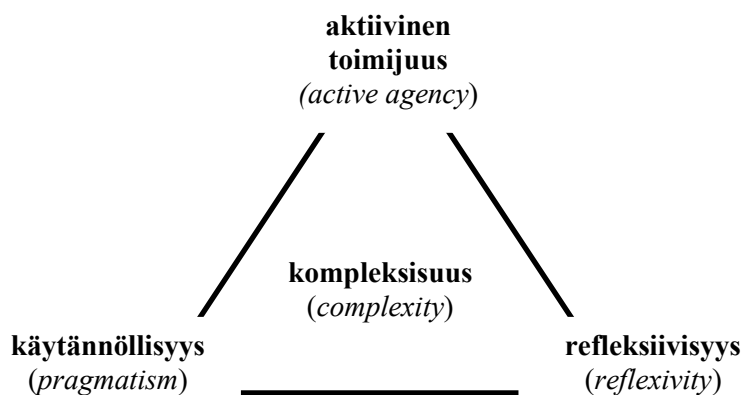 aktiivinen
toimijuus
(active agency)
kompleksisuus
(complexity)
käytännöllisyys
(pragmatism)
refleksiivisyys
(reflexivity)